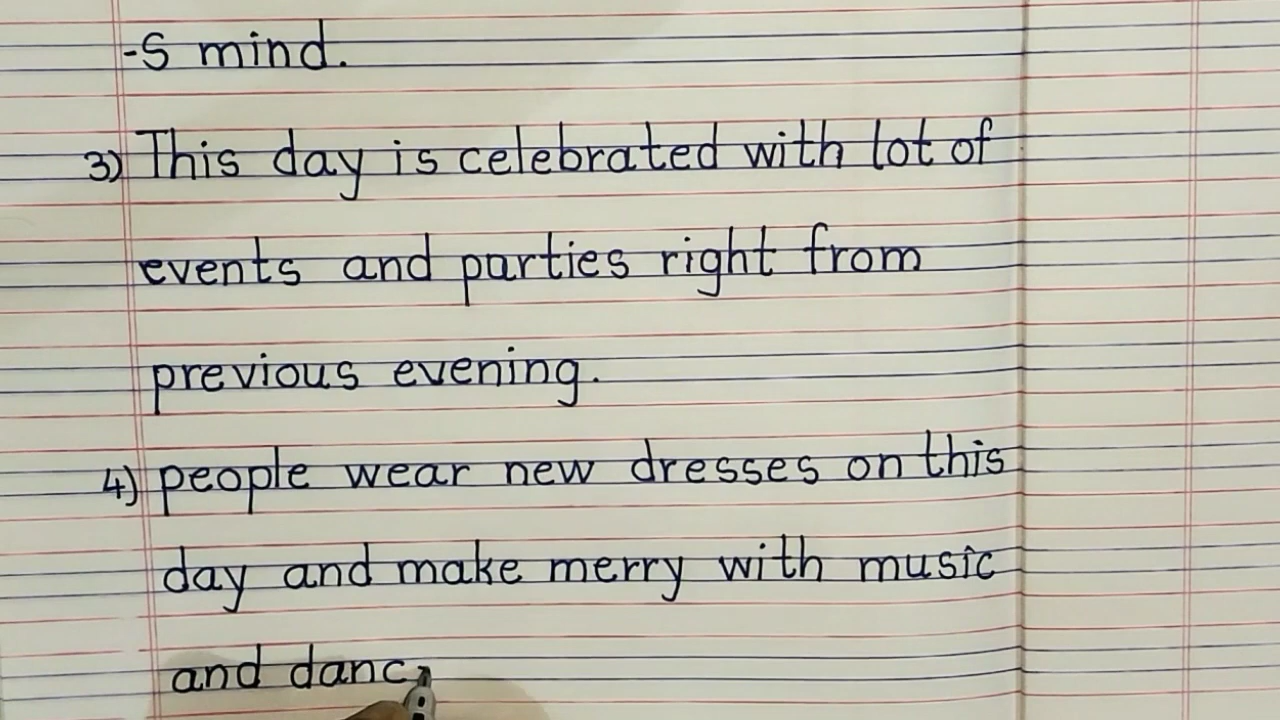 -s mind.
3) This day is celebrated with lot of
events and parties right from
previous evening.
4) people wear new dresses on this
day and make merry with music
and danc